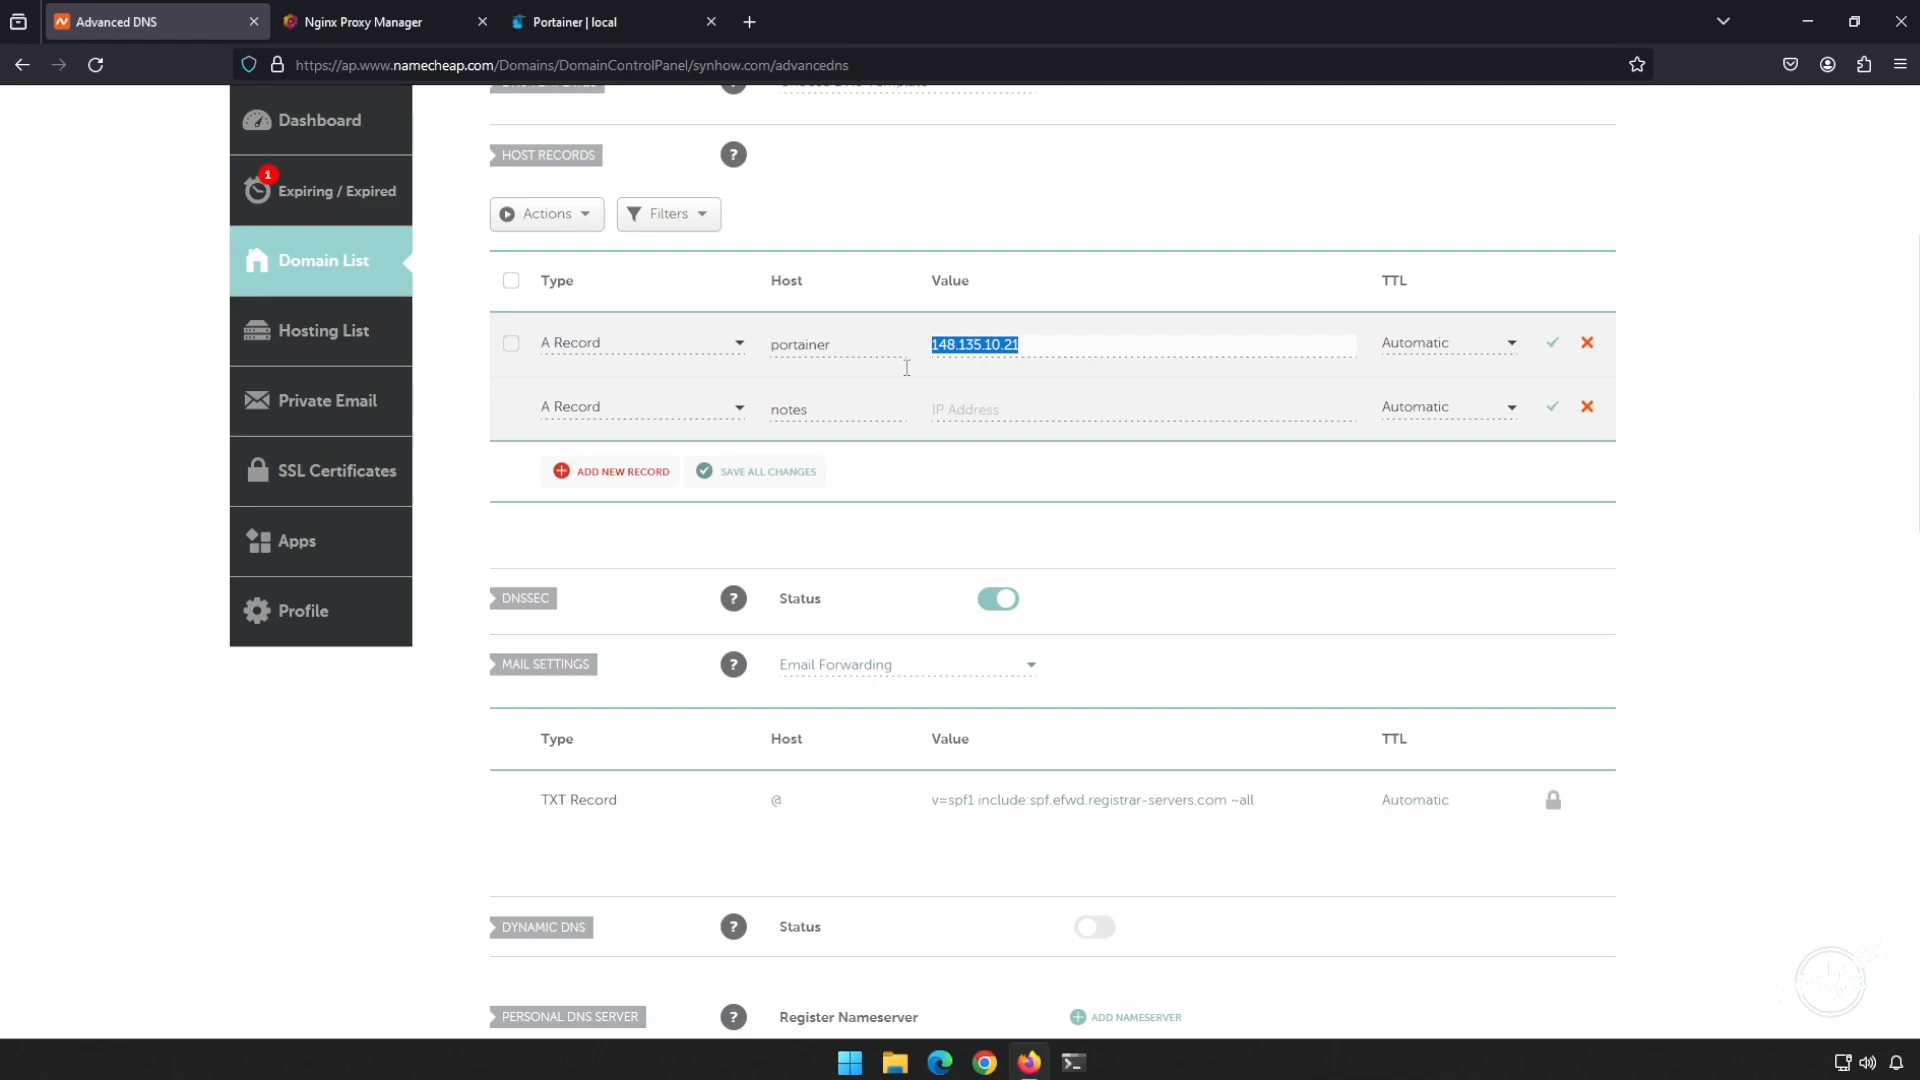 Advanced DNS
Nginx Proxy Manager
Portainer | local
https://ap.www.namecheap.com/Domains/DomainControlPanel/synhow.com/advancedns
Dashboard
1
Expiring / Expired
Domain List
Hosting List
Private Email
SSL Certificates
Apps
Profile
HOST RECORDS ?
Actions Filters
Type Host Value TTL
A Record portainer 148.135.10.21 Automatic
A Record notes IP Address Automatic
ADD NEW RECORD SAVE ALL CHANGES
DNSSEC ? Status
MAIL SETTINGS ? Email Forwarding
Type Host Value TTL
TXT Record @ v=spf1 include:spf.efwd.registrar-servers.com ~all Automatic
DYNAMIC DNS ? Status
PERSONAL DNS SERVER ? Register Nameserver ADD NAMESERVER